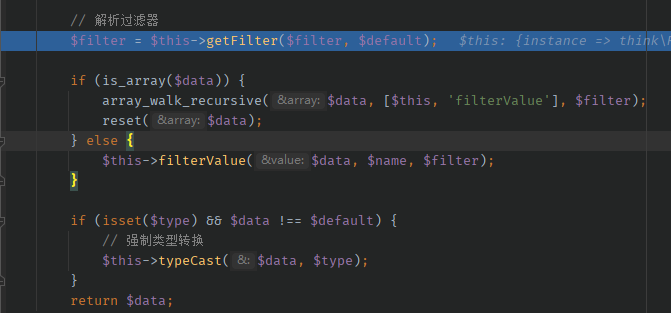 // 解析过滤器
$filter = $this->getFilter($filter, $default); $this: {instance => think\
if (is_array($data)) {
array_walk_recursive( &array: $data, [$this, 'filterValue'], $filter);
reset( &array: $data);
} else {
$this->filterValue( &value: $data, $name, $filter);
}
if (isset($type) && $data !== $default) {
// 强制类型转换
$this->typeCast( &: $data, $type);
}
return $data;